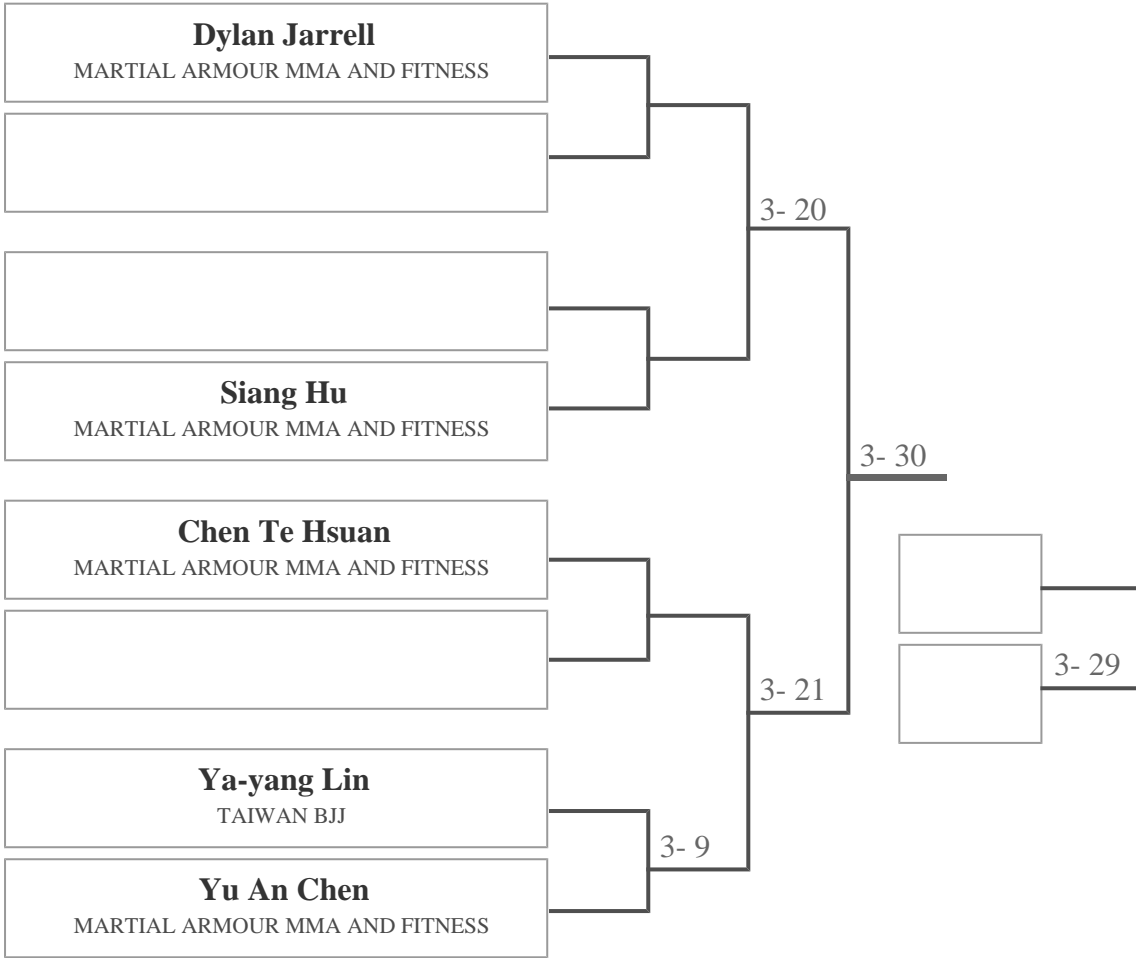 Dylan Jarrell
MARTIAL ARMOUR MMA AND FITNESS
3- 20
Siang Hu
MARTIAL ARMOUR MMA AND FITNESS
3- 30
Chen Te Hsuan
MARTIAL ARMOUR MMA AND FITNESS
3- 29
3- 21
Ya-yang Lin
TAIWAN BJJ
3- 9
Yu An Chen
MARTIAL ARMOUR MMA AND FITNESS